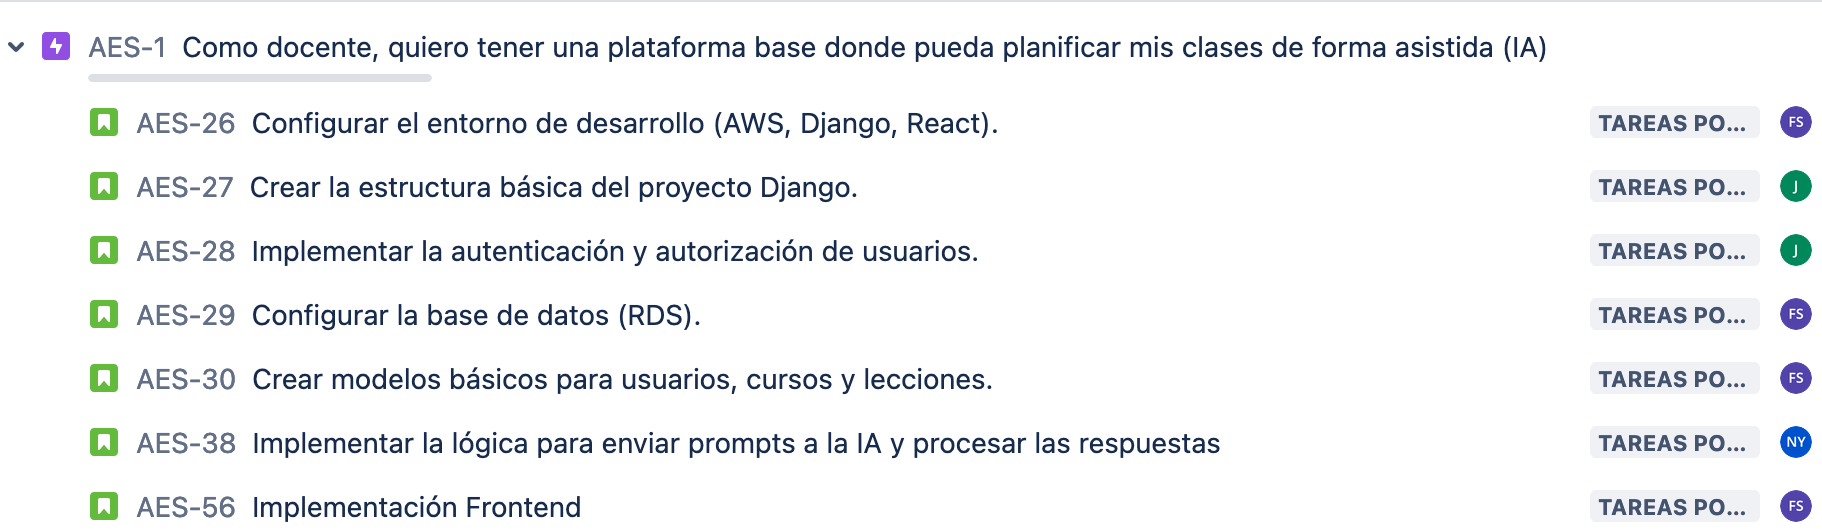 AES-1 Como docente, quiero tener una plataforma base donde pueda planificar mis clases de forma asistida (IA)
AES-26 Configurar el entorno de desarrollo (AWS, Django, React). TAREAS PO... FS
AES-27 Crear la estructura básica del proyecto Django. TAREAS PO... J
AES-28 Implementar la autenticación y autorización de usuarios. TAREAS PO... J
AES-29 Configurar la base de datos (RDS). TAREAS PO... FS
AES-30 Crear modelos básicos para usuarios, cursos y lecciones. TAREAS PO... FS
AES-38 Implementar la lógica para enviar prompts a la IA y procesar las respuestas TAREAS PO... NY
AES-56 Implementación Frontend TAREAS PO... FS